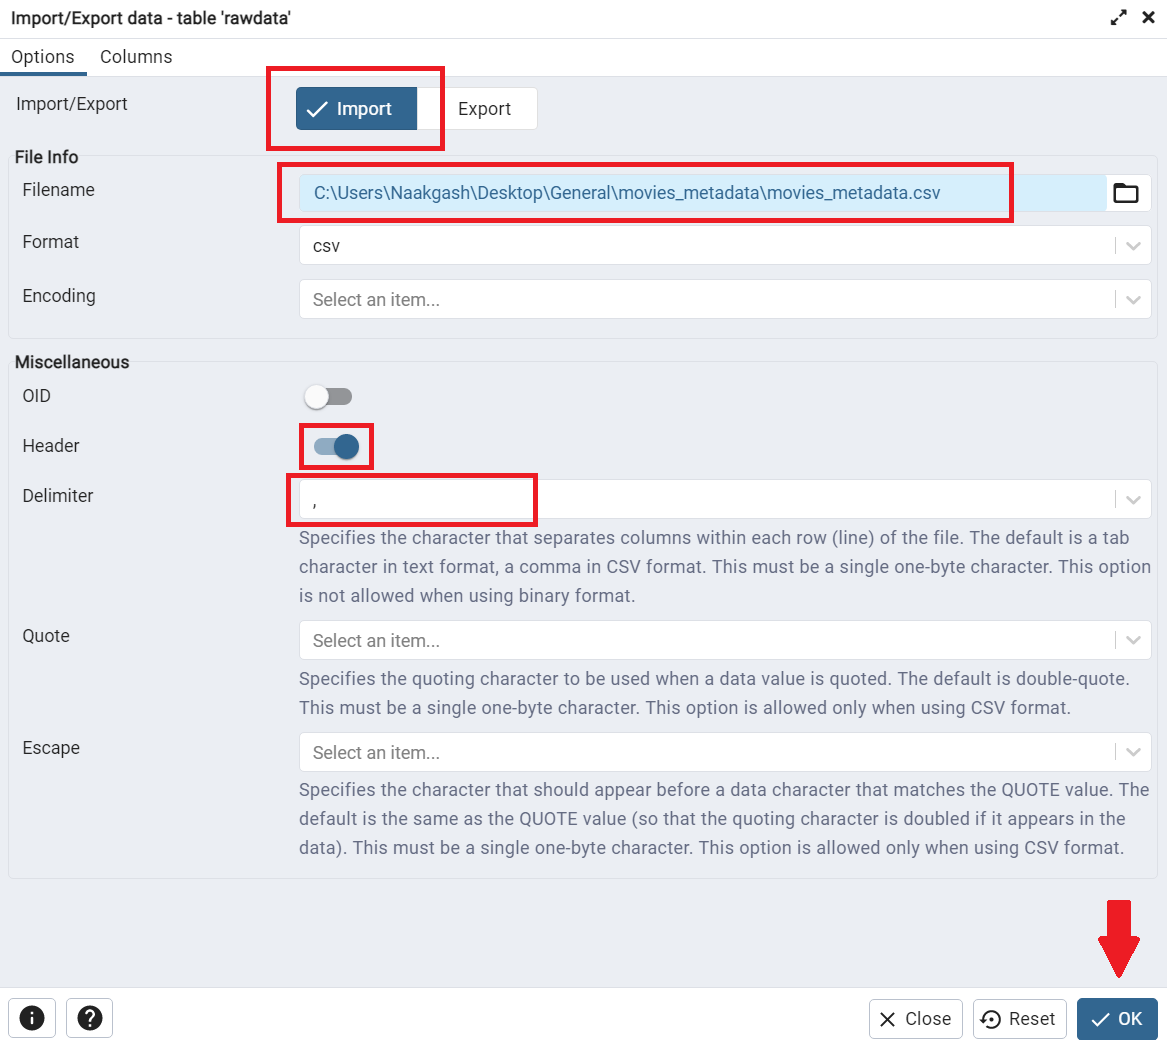 Import/Export data - table 'rawdata'
Options Columns
Import/Export Import Export
File Info
Filename C:\Users\Naakgash\Desktop\General\movies_metadata\movies_metadata.csv
Format csv
Encoding Select an item...
Miscellaneous
OID
Header
Delimiter ,
Specifies the character that separates columns within each row (line) of the file. The default is a tab
character in text format, a comma in CSV format. This must be a single one-byte character. This option
is not allowed when using binary format.
Quote Select an item...
Specifies the quoting character to be used when a data value is quoted. The default is double-quote.
This must be a single one-byte character. This option is allowed only when using CSV format.
Escape Select an item...
Specifies the character that should appear before a data character that matches the QUOTE value. The
default is the same as the QUOTE value (so that the quoting character is doubled if it appears in the
data). This must be a single one-byte character. This option is allowed only when using CSV format.
Close Reset OK